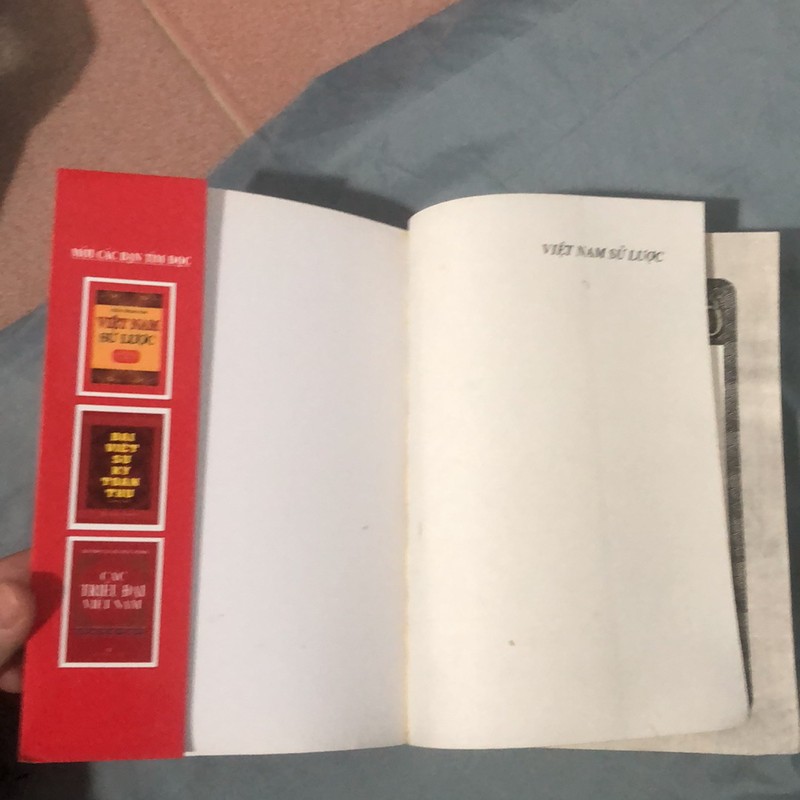 MỜI CÁC BẠN TÌM ĐỌC
VIỆT NAM
SỬ LƯỢC
ĐẠI
VIỆT
SỬ
KÝ
TOÀN
THƯ
CÁC
TRIỀU ĐẠI
VIỆT NAM
VIỆT NAM SỬ LƯỢC